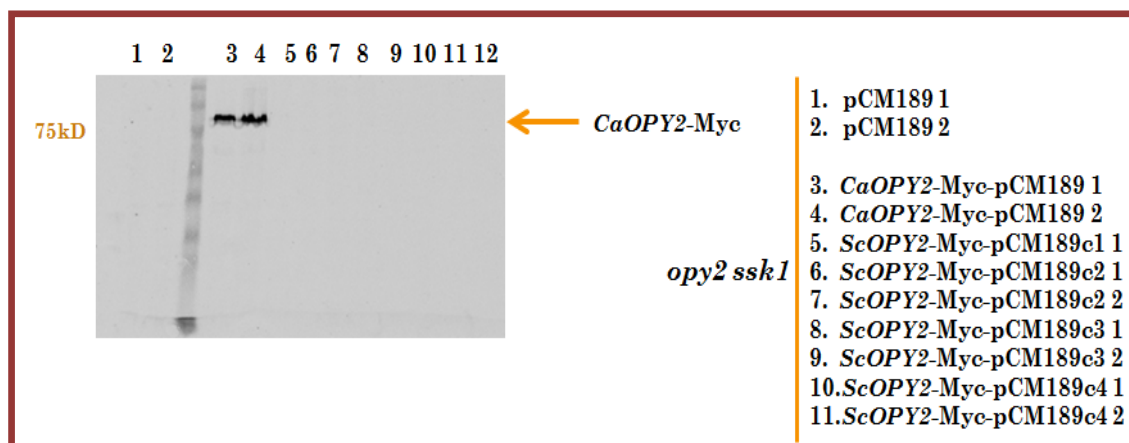 1 2 3 4 5 6 7 8 9 10 11 12
75kD
CaOPY2-Myc
opy2 ssk1
1. pCM189 1
2. pCM189 2
3. CaOPY2-Myc-pCM189 1
4. CaOPY2-Myc-pCM189 2
5. ScOPY2-Myc-pCM189c1 1
6. ScOPY2-Myc-pCM189c2 1
7. ScOPY2-Myc-pCM189c2 2
8. ScOPY2-Myc-pCM189c3 1
9. ScOPY2-Myc-pCM189c3 2
10.ScOPY2-Myc-pCM189c4 1
11.ScOPY2-Myc-pCM189c4 2